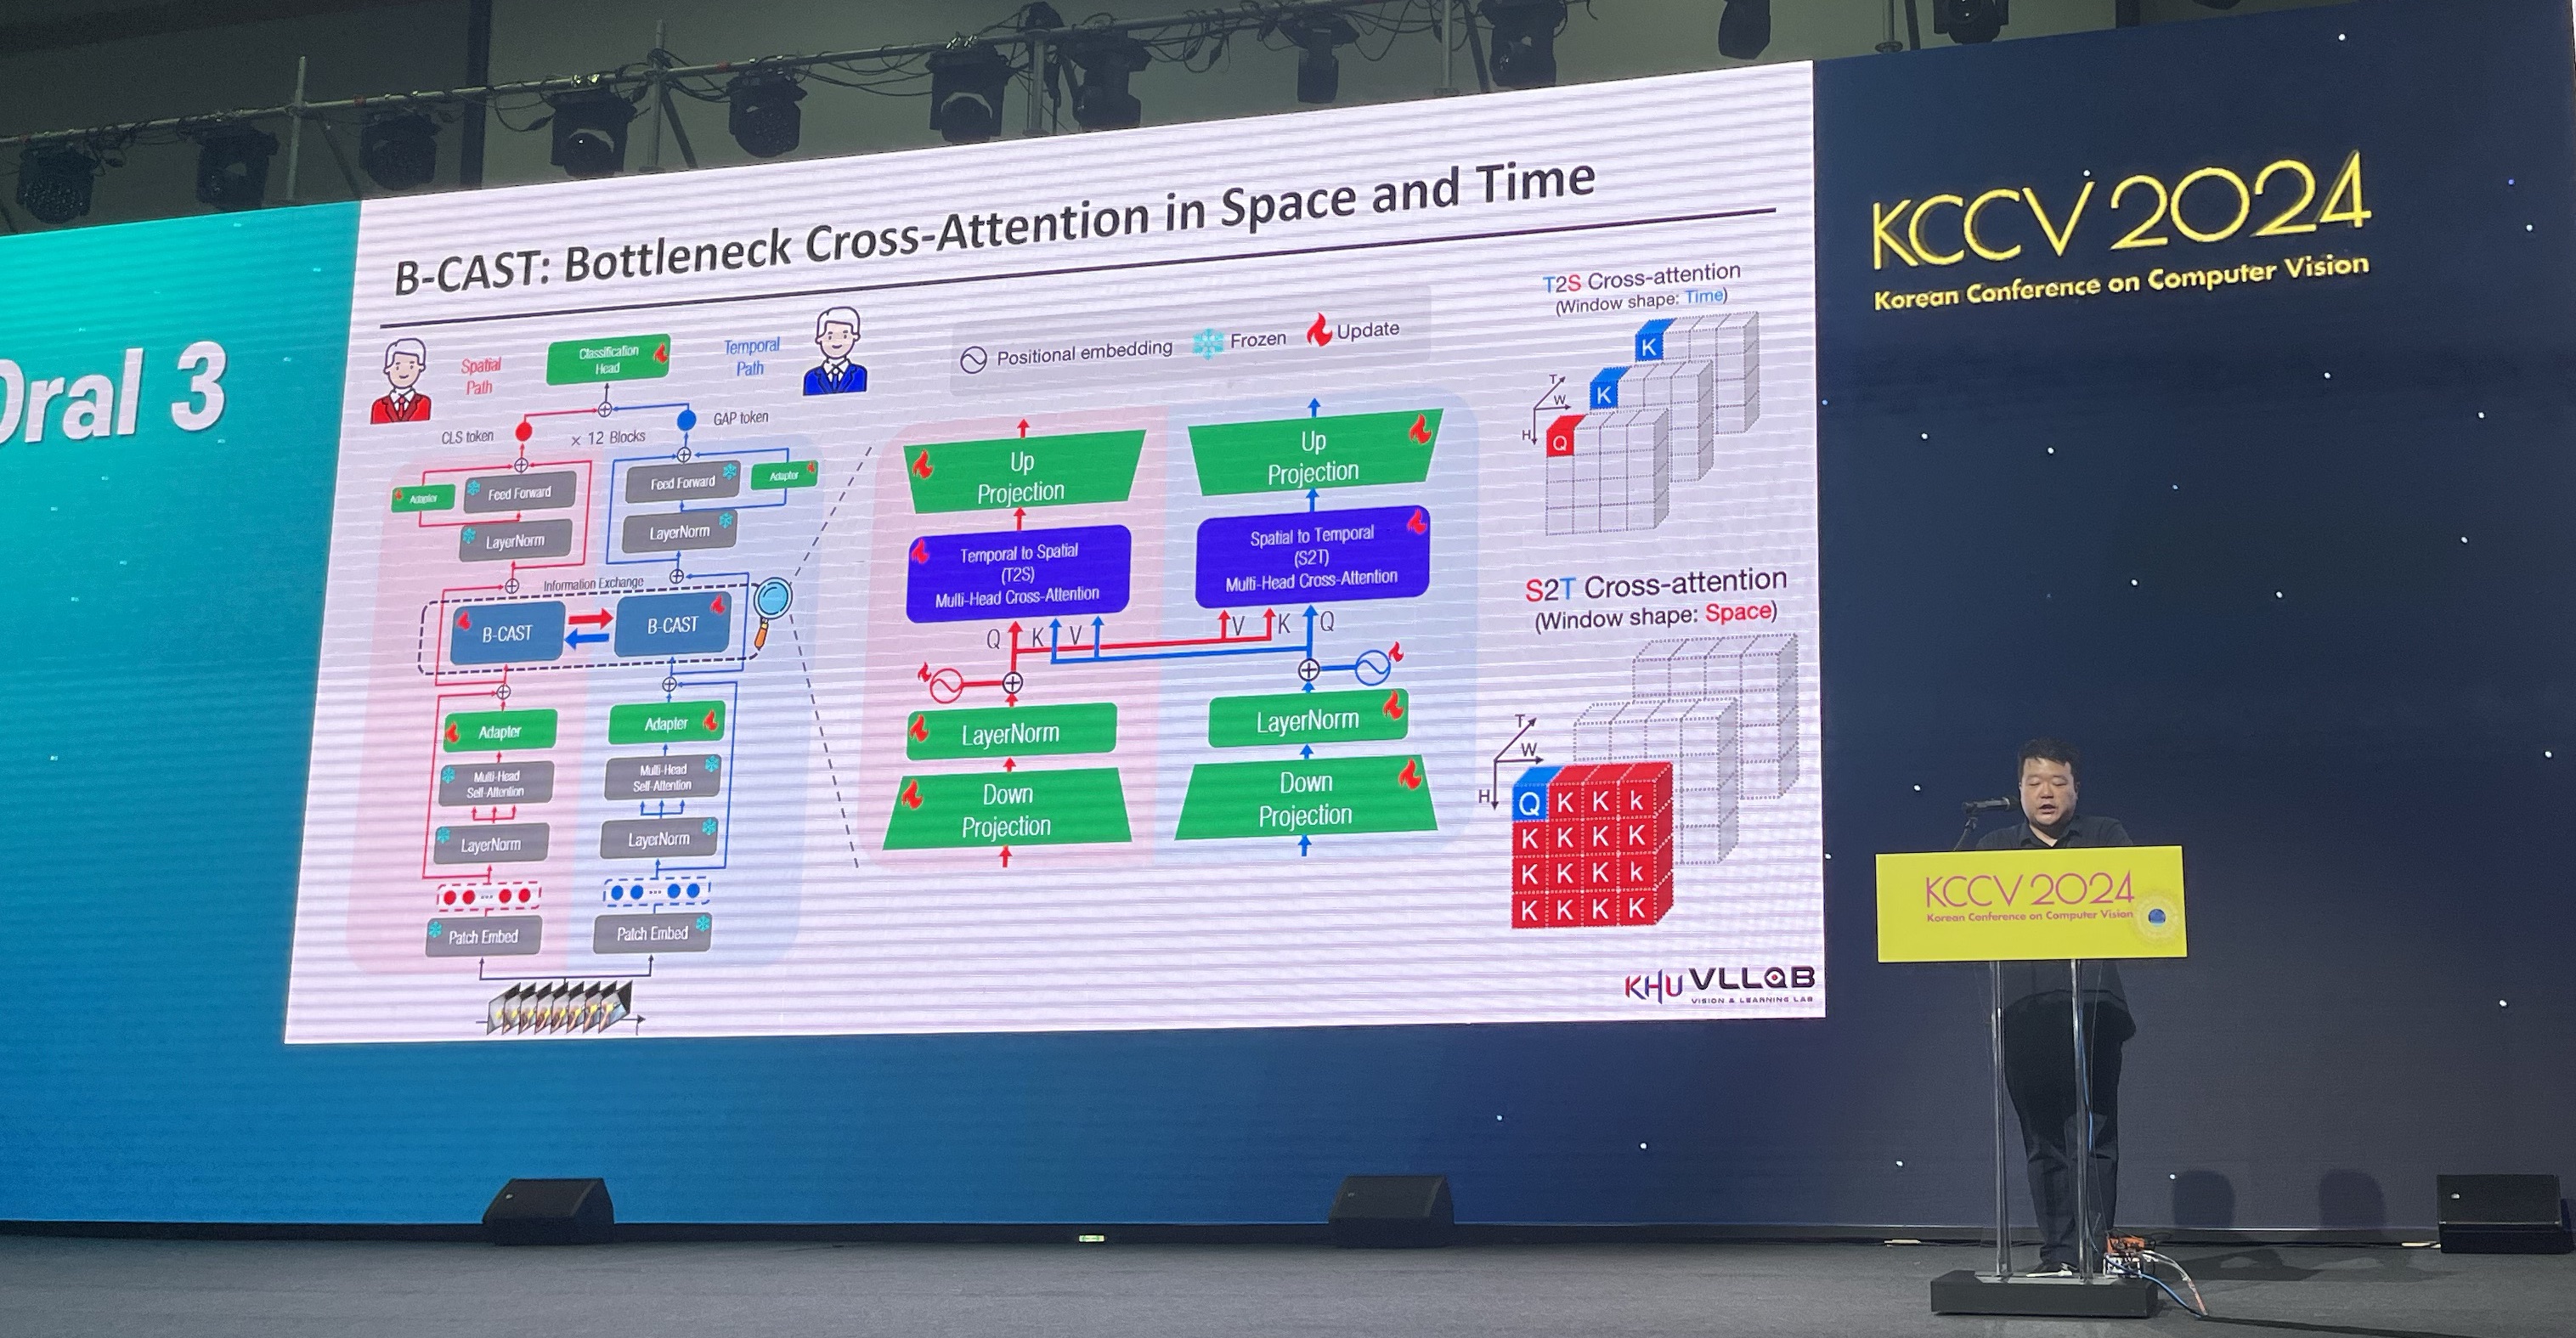 Oral 3
B-CAST: Bottleneck Cross-Attention in Space and Time
Spatial
Path
Classification
Head
Temporal
Path
CLS token
× 12 Blocks
GAP token
Adapter
Feed Forward
LayerNorm
Feed Forward
Adapter
LayerNorm
Information Exchange
B-CAST
B-CAST
Adapter
Adapter
Multi-Head
Self-Attention
Multi-Head
Self-Attention
LayerNorm
LayerNorm
...
...
Patch Embed
Patch Embed
Positional embedding
Frozen
Update
Up
Projection
Up
Projection
Temporal to Spatial
(T2S)
Multi-Head Cross-Attention
Spatial to Temporal
(S2T)
Multi-Head Cross-Attention
Q K V
V K Q
LayerNorm
LayerNorm
Down
Projection
Down
Projection
T2S Cross-attention
(Window shape: Time)
K
K
Q
T
W
H
S2T Cross-attention
(Window shape: Space)
T
W
H
Q K K k
K K K K
K K K k
K K K K
KHU VLLAB
VISION & LEARNING LAB
KCCV 2024
Korean Conference on Computer Vision
KCCV 2024
Korean Conference on Computer Vision